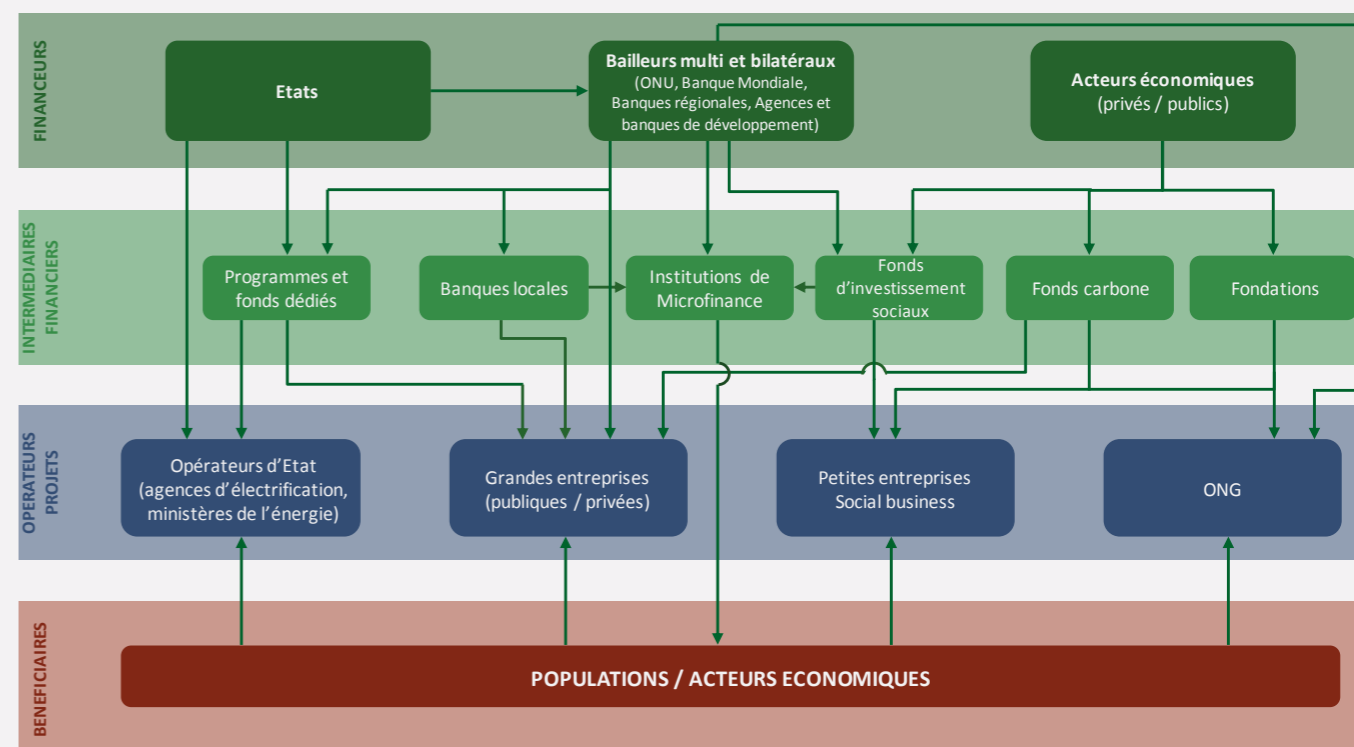 FINANCEURS
Etats
Bailleurs multi et bilatéraux
(ONU, Banque Mondiale,
Banques régionales, Agences et
banques de développement)
Acteurs économiques
(privés / publics)
INTERMEDIAIRES
FINANCIERS
Programmes et
fonds dédiés
Banques locales
Institutions de
Microfinance
Fonds
d’investissement
sociaux
Fonds carbone
Fondations
OPERATEURS
PROJETS
Opérateurs d’Etat
(agences d’électrification,
ministères de l’énergie)
Grandes entreprises
(publiques / privées)
Petites entreprises
Social business
ONG
BENEFICIAIRES
POPULATIONS / ACTEURS ECONOMIQUES